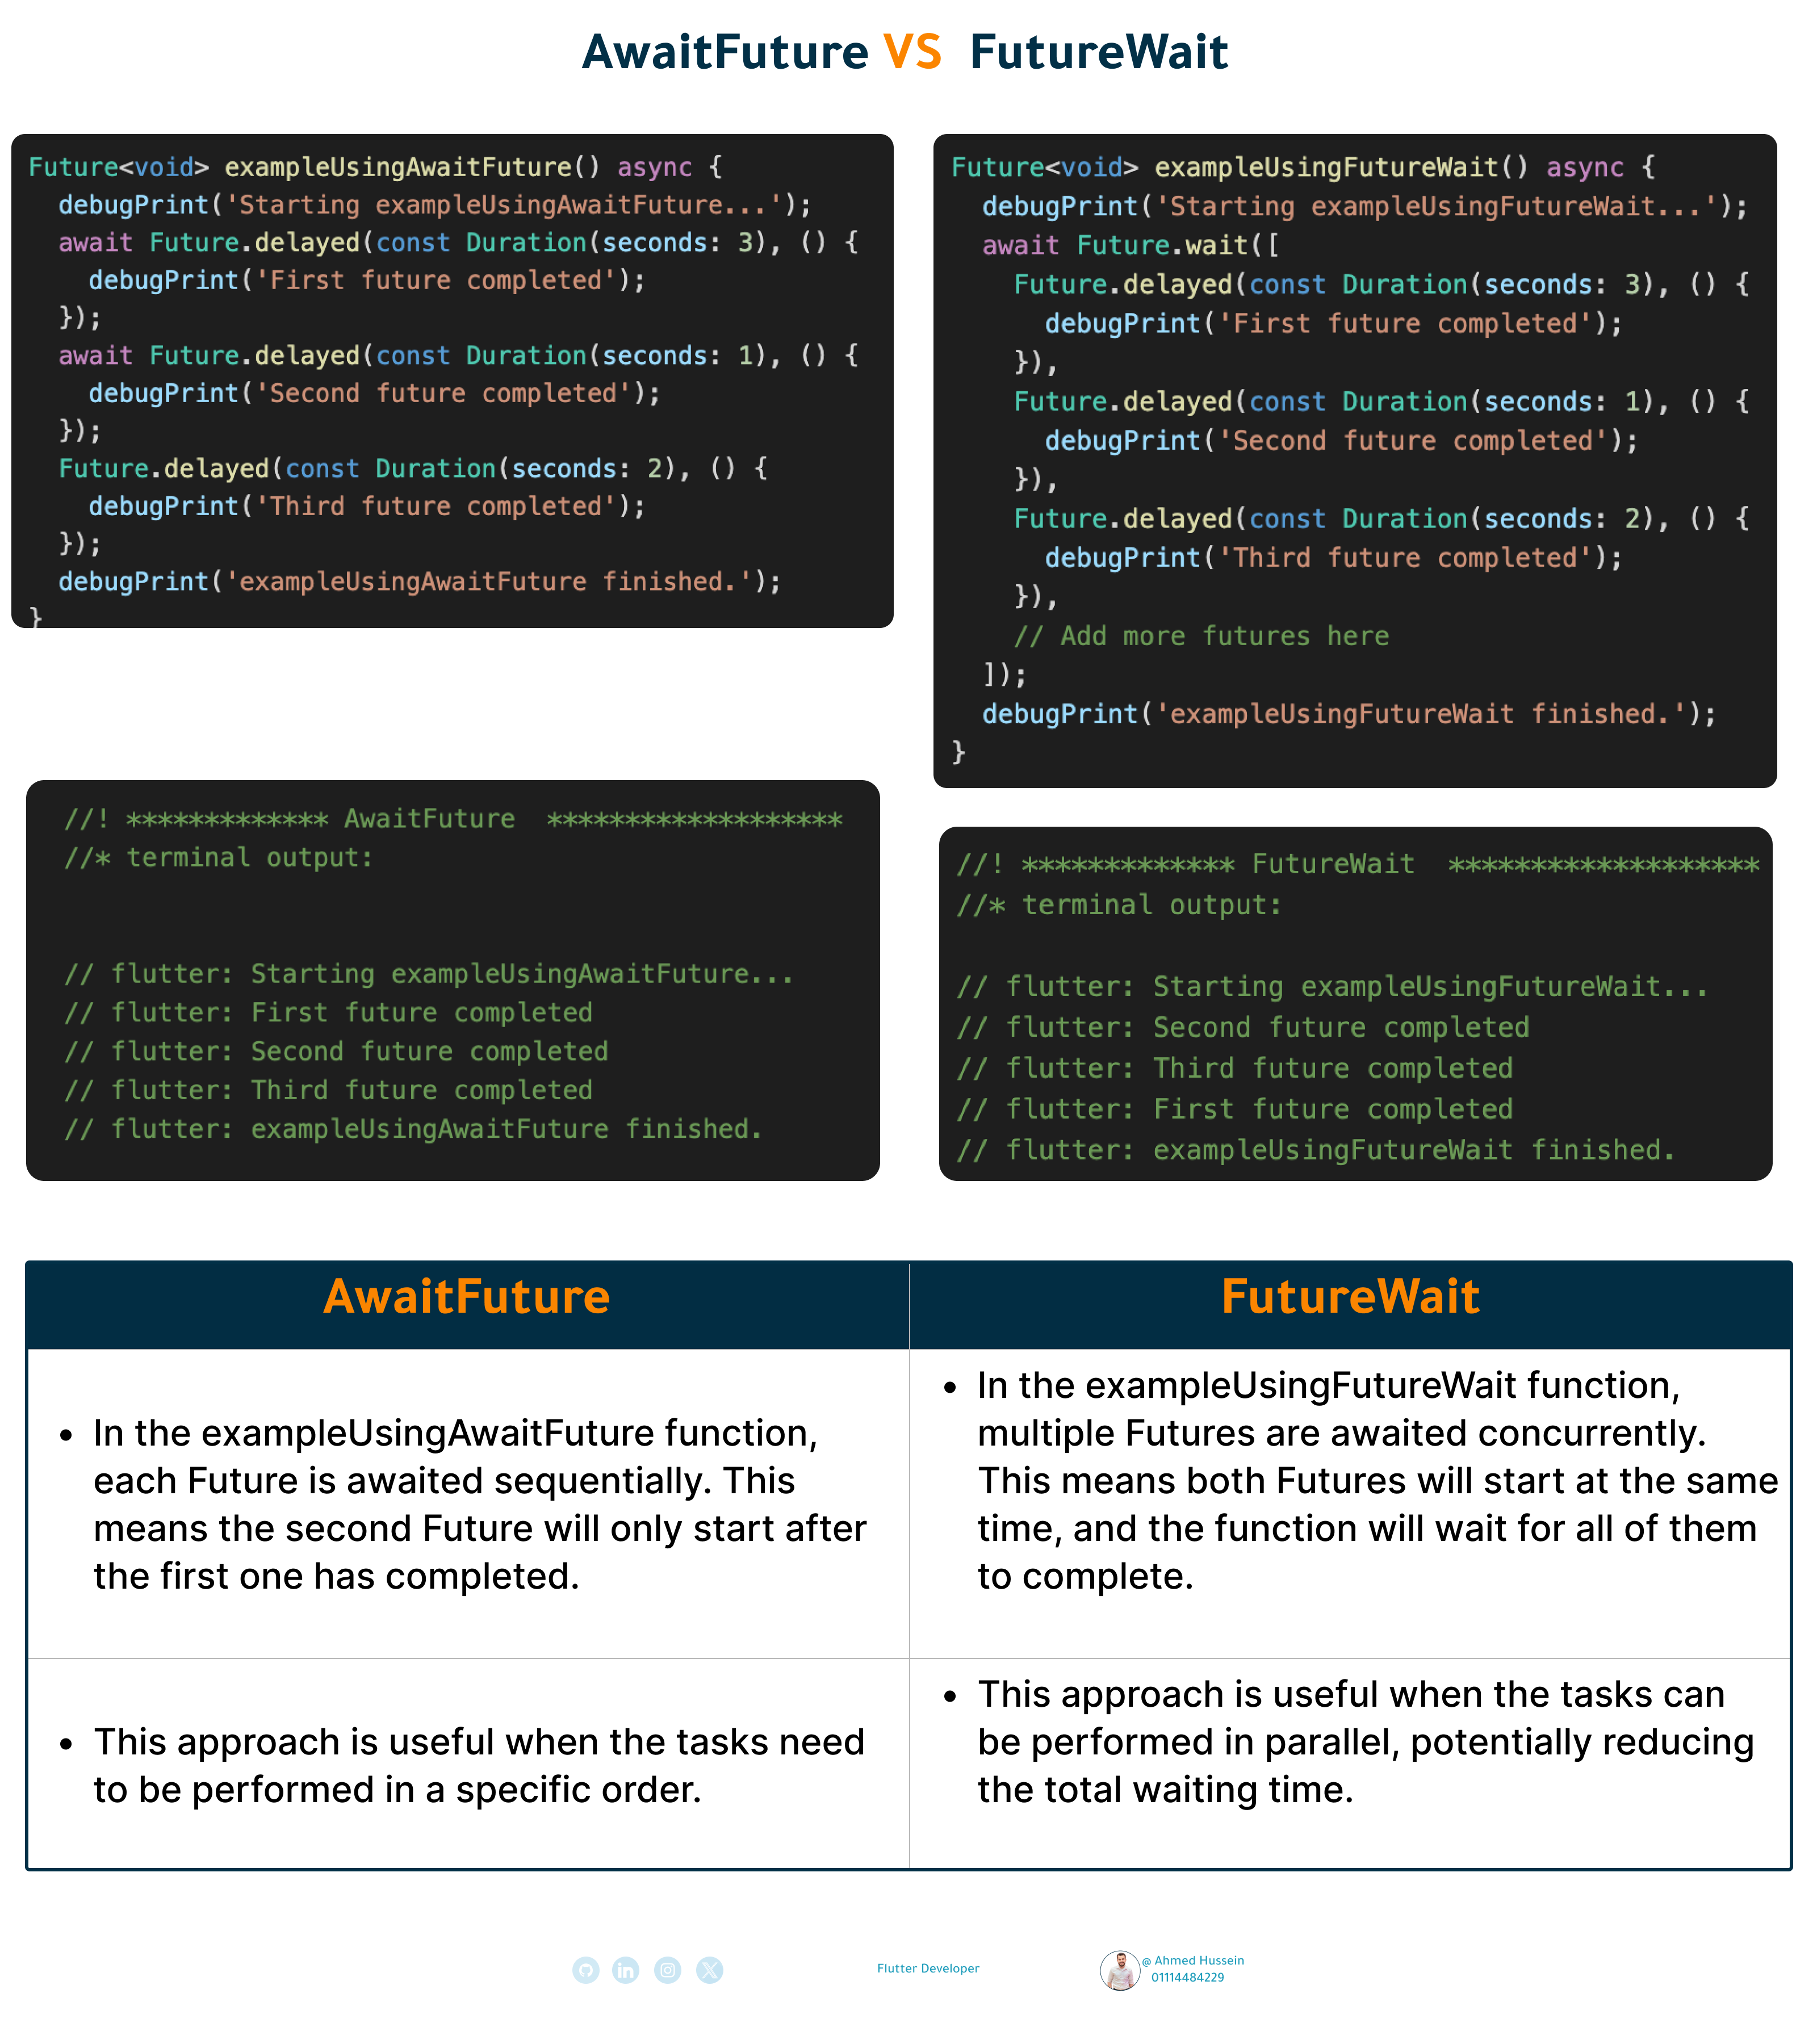 AwaitFuture VS FutureWait
Future<void> exampleUsingAwaitFuture() async {
  debugPrint('Starting exampleUsingAwaitFuture...');
  await Future.delayed(const Duration(seconds: 3), () {
    debugPrint('First future completed');
  });
  await Future.delayed(const Duration(seconds: 1), () {
    debugPrint('Second future completed');
  });
  Future.delayed(const Duration(seconds: 2), () {
    debugPrint('Third future completed');
  });
  debugPrint('exampleUsingAwaitFuture finished.');
}
Future<void> exampleUsingFutureWait() async {
  debugPrint('Starting exampleUsingFutureWait...');
  await Future.wait([
    Future.delayed(const Duration(seconds: 3), () {
      debugPrint('First future completed');
    }),
    Future.delayed(const Duration(seconds: 1), () {
      debugPrint('Second future completed');
    }),
    Future.delayed(const Duration(seconds: 2), () {
      debugPrint('Third future completed');
    }),
    // Add more futures here
  ]);
  debugPrint('exampleUsingFutureWait finished.');
}
//! ************* AwaitFuture  *******************
//* terminal output:
// flutter: Starting exampleUsingAwaitFuture...
// flutter: First future completed
// flutter: Second future completed
// flutter: Third future completed
// flutter: exampleUsingAwaitFuture finished.
//! ************* FutureWait  *******************
//* terminal output:
// flutter: Starting exampleUsingFutureWait...
// flutter: Second future completed
// flutter: Third future completed
// flutter: First future completed
// flutter: exampleUsingFutureWait finished.
AwaitFuture
FutureWait
• In the exampleUsingAwaitFuture function,
each Future is awaited sequentially. This
means the second Future will only start after
the first one has completed.
• In the exampleUsingFutureWait function,
multiple Futures are awaited concurrently.
This means both Futures will start at the same
time, and the function will wait for all of them
to complete.
• This approach is useful when the tasks need
to be performed in a specific order.
• This approach is useful when the tasks can
be performed in parallel, potentially reducing
the total waiting time.
in
Flutter Developer
@ Ahmed Hussein
01114484229